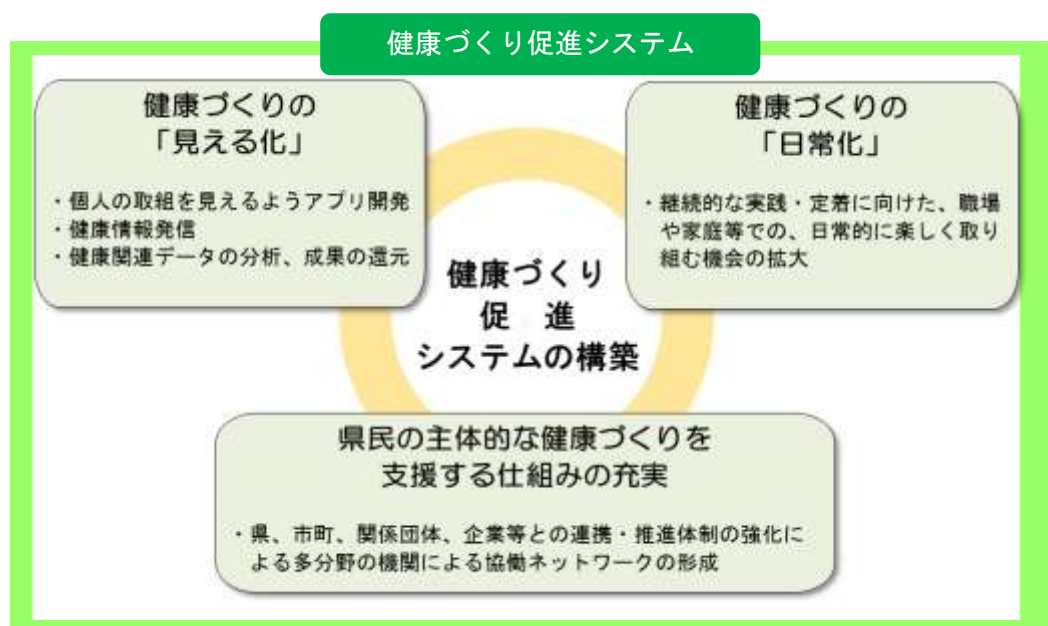 健康づくり促進システム
健康づくりの
「見える化」
・個人の取組を見えるようアプリ開発
・健康情報発信
・健康関連データの分析、成果の還元
健康づくりの
「日常化」
・継続的な実践・定着に向けた、職場
や家庭等での、日常的に楽しく取り
組む機会の拡大
健康づくり
促　進
システムの構築
県民の主体的な健康づくりを
支援する仕組みの充実
・県、市町、関係団体、企業等との連携・推進体制の強化に
よる多分野の機関による協働ネットワークの形成